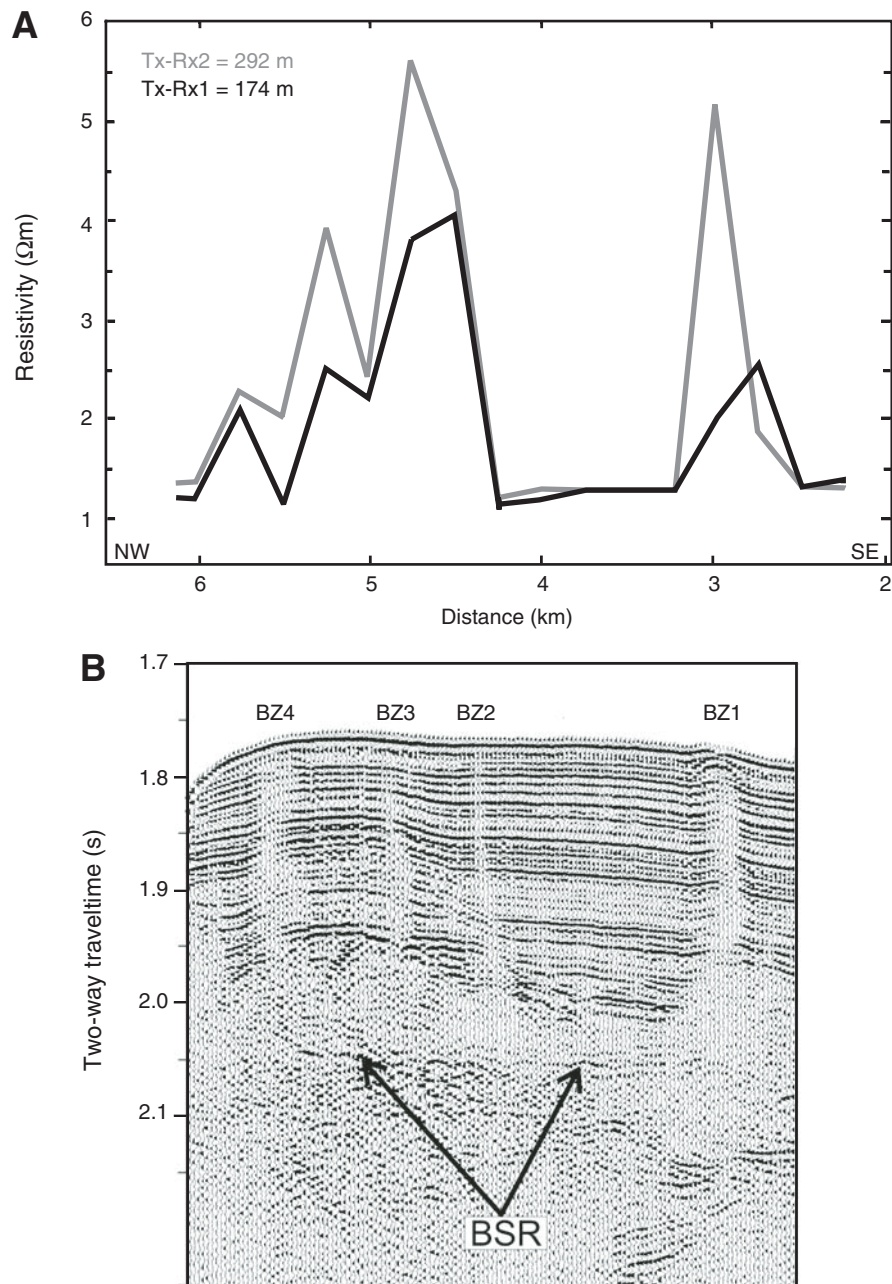 A
6
5
4
3
2
1
Resistivity (Ωm)
Tx-Rx2 = 292 m
Tx-Rx1 = 174 m
NW
SE
6
5
4
3
2
Distance (km)
B
1.7
1.8
1.9
2.0
2.1
Two-way traveltime (s)
BZ4
BZ3
BZ2
BZ1
BSR